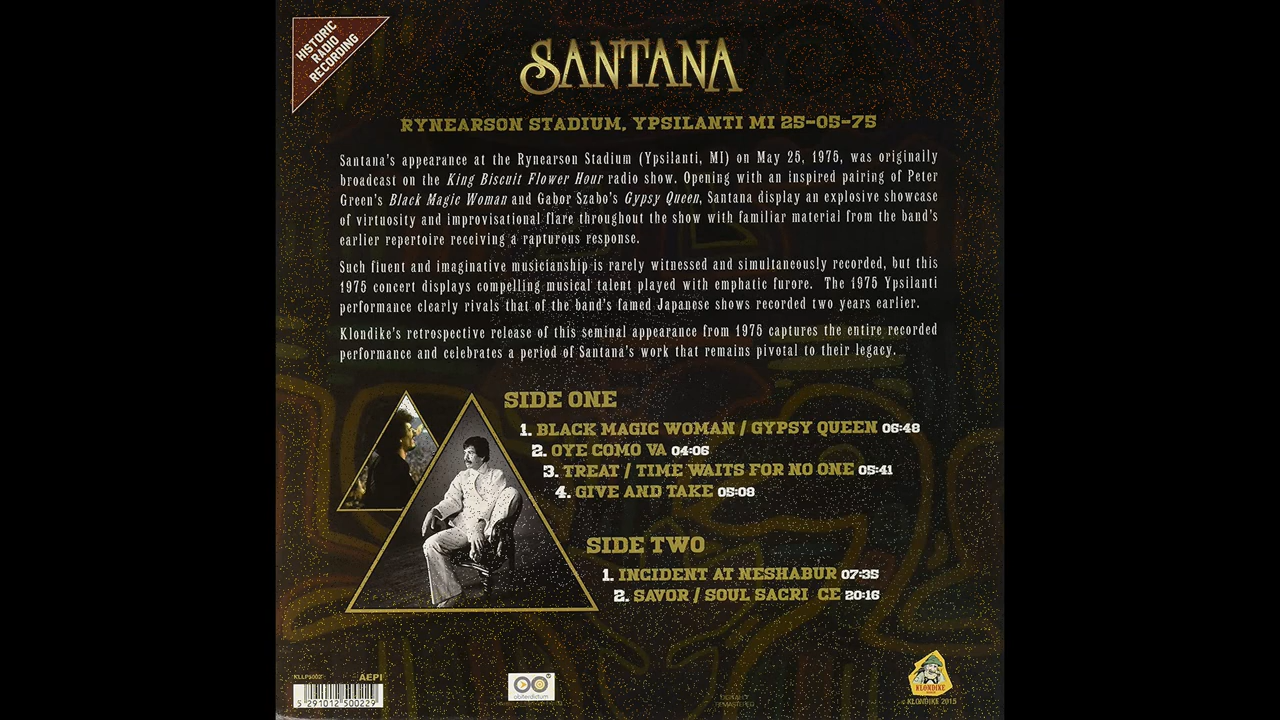 HISTORIC
RADIO
RECORDING
SANTANA
RYNEARSON STADIUM, YPSILANTI MI 25-05-75
Santana's appearance at the Rynearson Stadium (Ypsilanti, MI) on May 25, 1975, was originally
broadcast on the King Biscuit Flower Hour radio show. Opening with an inspired pairing of Peter
Green's Black Magic Woman and Gabor Szabo's Gypsy Queen, Santana display an explosive showcase
of virtuosity and improvisational flare throughout the show with familiar material from the band's
earlier repertoire receiving a rapturous response.
Such fluent and imaginative musicianship is rarely witnessed and simultaneously recorded, but this
1975 concert displays compelling musical talent played with emphatic furore. The 1975 Ypsilanti
performance clearly rivals that of the band's famed Japanese shows recorded two years earlier.
Klondike's retrospective release of this seminal appearance from 1975 captures the entire recorded
performance and celebrates a period of Santana's work that remains pivotal to their legacy.
SIDE ONE
1. BLACK MAGIC WOMAN / GYPSY QUEEN 06:48
2. OYE COMO VA 04:06
3. TREAT / TIME WAITS FOR NO ONE 05:41
4. GIVE AND TAKE 05:08
SIDE TWO
1. INCIDENT AT NESHABUR 07:35
2. SAVOR / SOUL SACRI CE 20:16
KLLP5002 AEPI
5 291012 500229
obiterdictum
REMASTERED
KLONDIKE
© KLONDIKE 2015